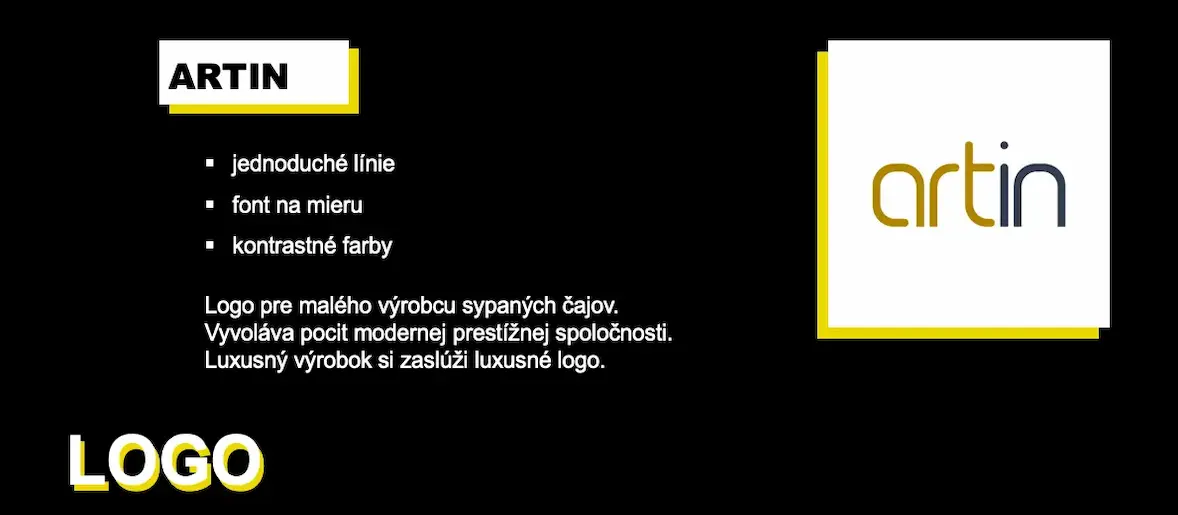 ARTIN
▪ jednoduché línie
▪ font na mieru
▪ kontrastné farby
Logo pre malého výrobcu sypaných čajov.
Vyvoláva pocit modernej prestížnej spoločnosti.
Luxusný výrobok si zaslúži luxusné logo.
artin
LOGO